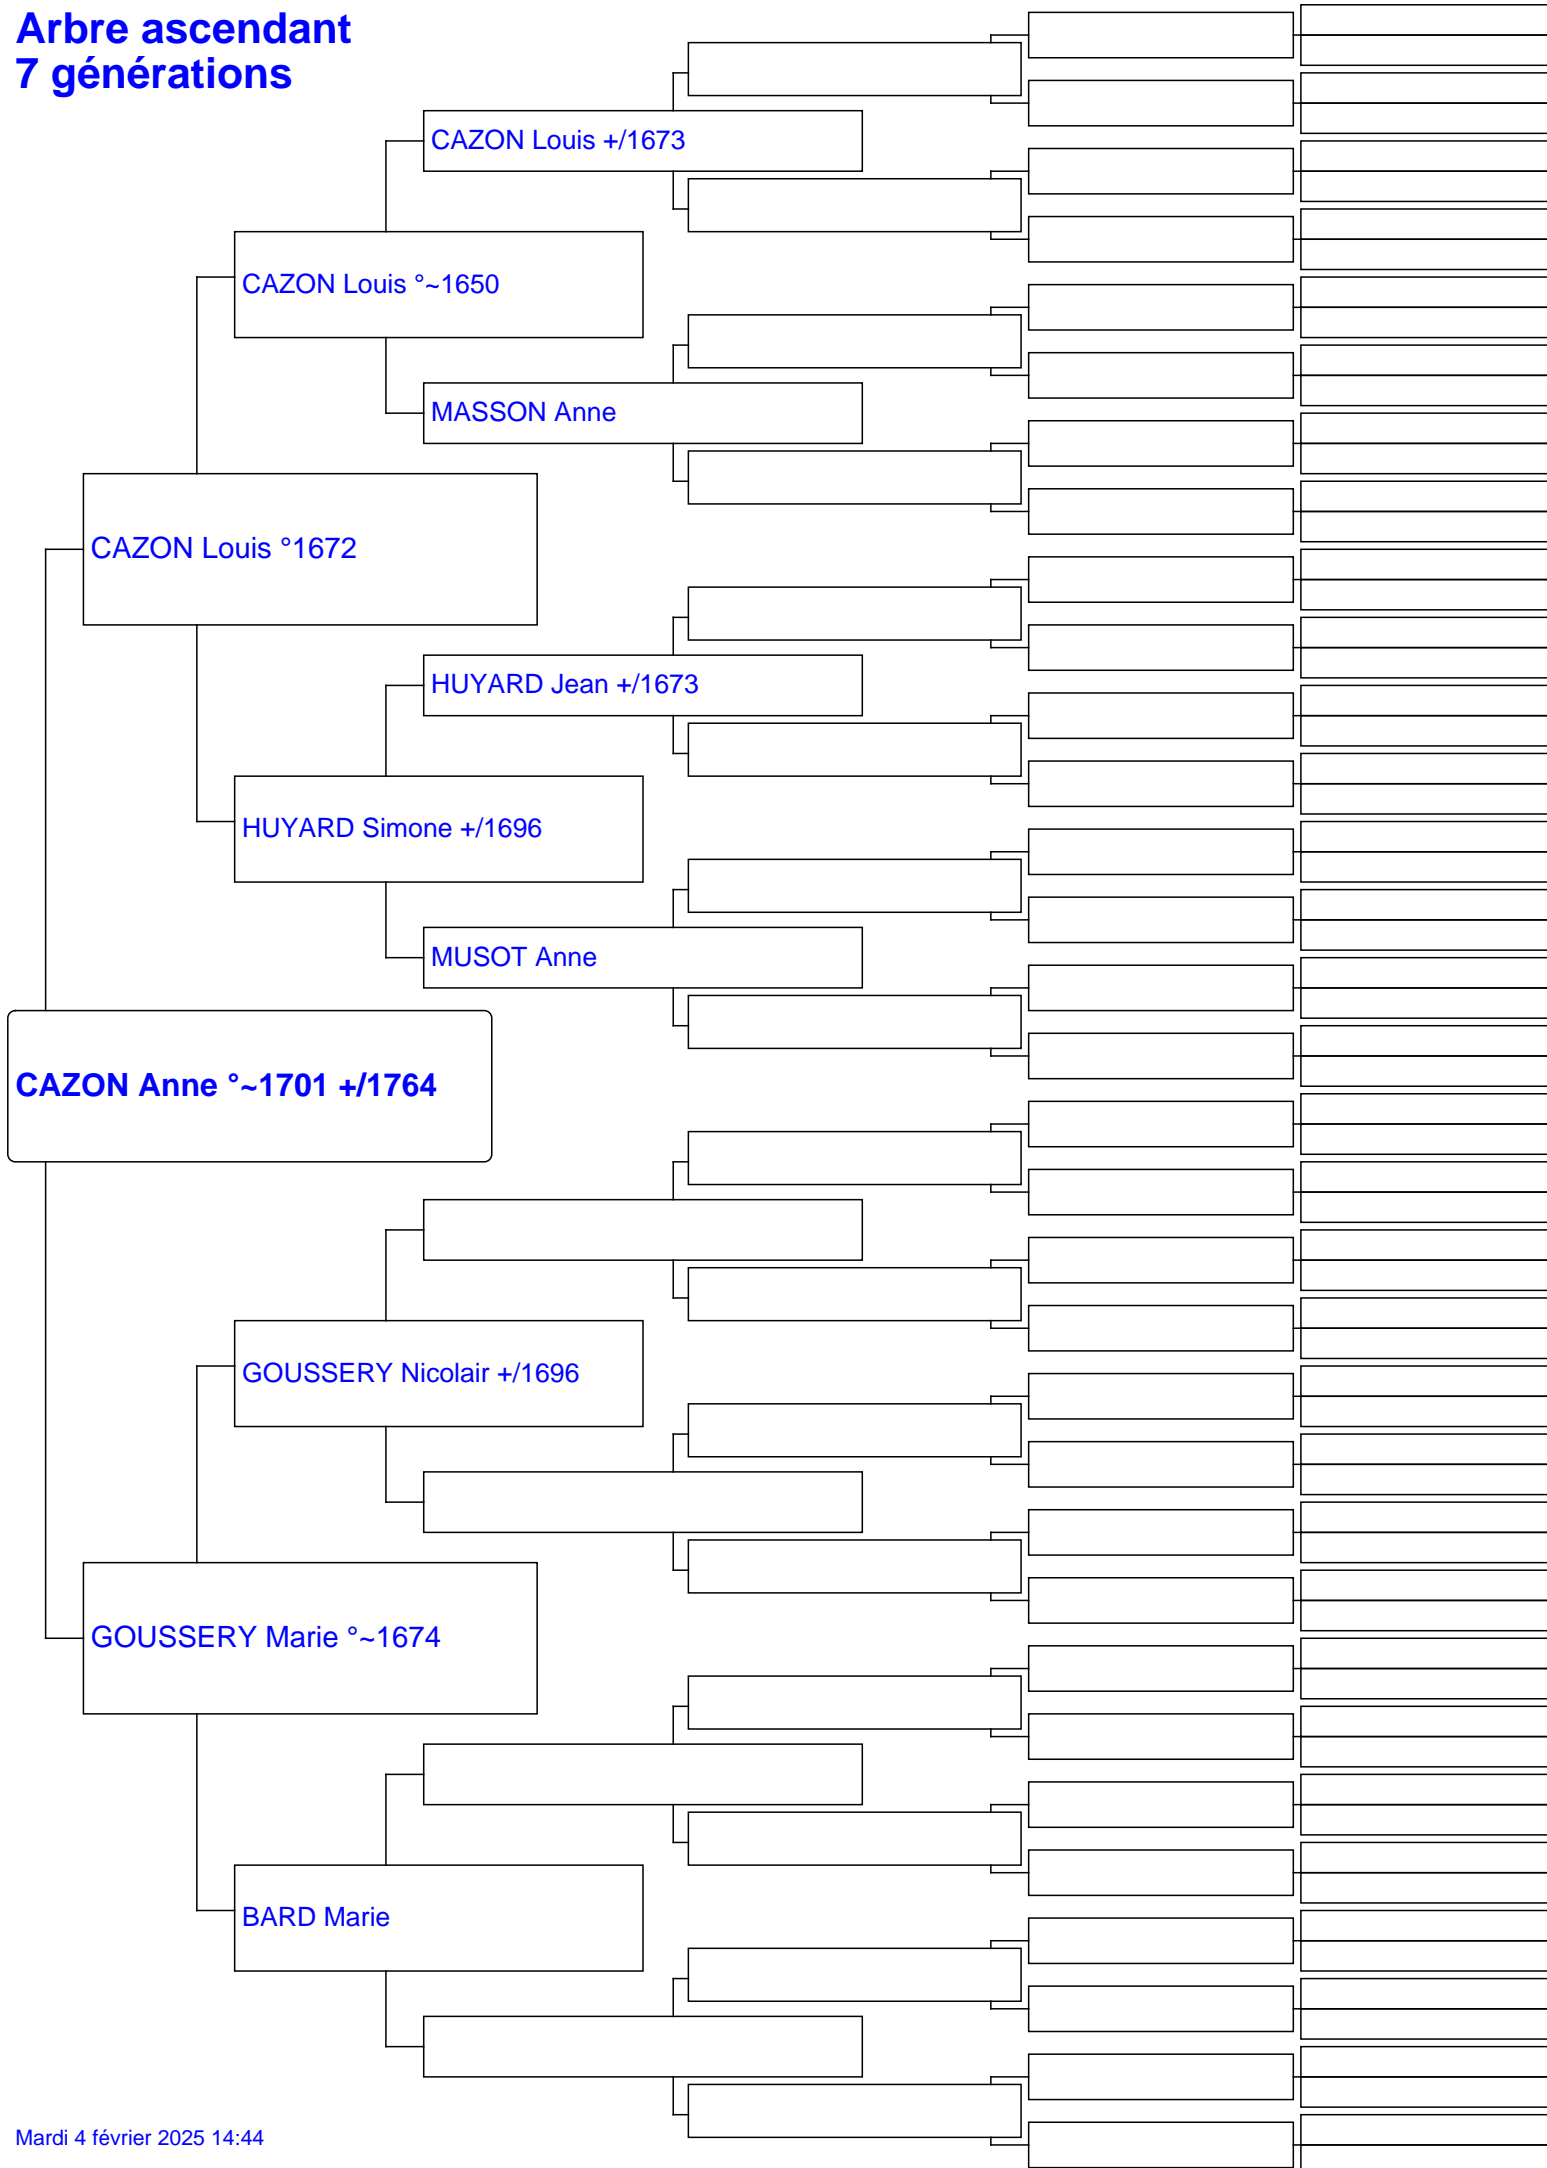 Arbre ascendant
7 générations
CAZON Louis +/1673
CAZON Louis °~1650
MASSON Anne
CAZON Louis °1672
HUYARD Jean +/1673
HUYARD Simone +/1696
MUSOT Anne
CAZON Anne °~1701 +/1764
GOUSSERY Nicolair +/1696
GOUSSERY Marie °~1674
BARD Marie
Mardi 4 février 2025 14:44